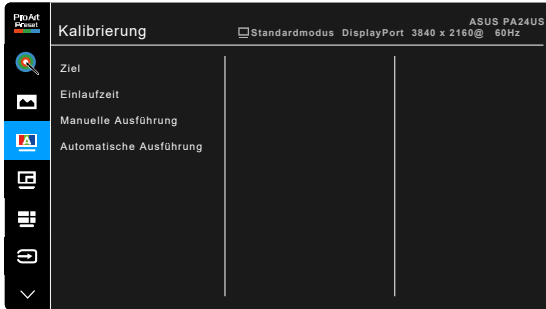 ProArt
Preset
Kalibrierung
ASUS PA24US
Standardmodus DisplayPort 3840 x 2160@ 60Hz
Ziel
Einlaufzeit
Manuelle Ausführung
Automatische Ausführung